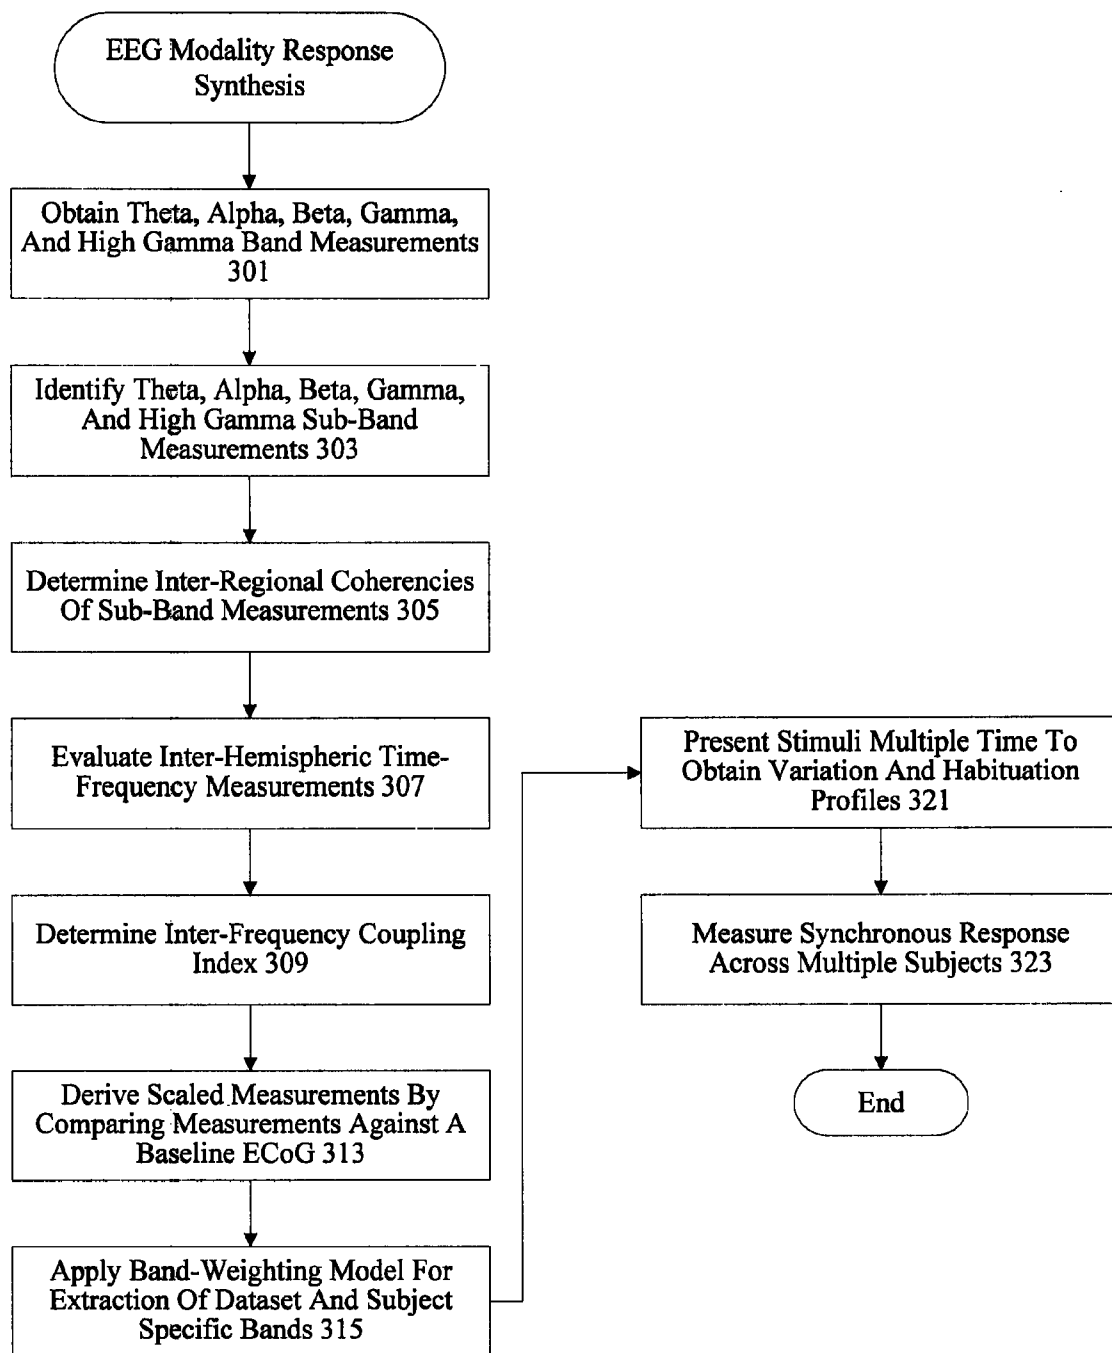 EEG Modality Response
Synthesis
Obtain Theta, Alpha, Beta, Gamma,
And High Gamma Band Measurements
301
Identify Theta, Alpha, Beta, Gamma,
And High Gamma Sub-Band
Measurements 303
Determine Inter-Regional Coherencies
Of Sub-Band Measurements 305
Evaluate Inter-Hemispheric Time-
Frequency Measurements 307
Determine Inter-Frequency Coupling
Index 309
Derive Scaled Measurements By
Comparing Measurements Against A
Baseline ECoG 313
Apply Band-Weighting Model For
Extraction Of Dataset And Subject
Specific Bands 315
Present Stimuli Multiple Time To
Obtain Variation And Habituation
Profiles 321
Measure Synchronous Response
Across Multiple Subjects 323
End